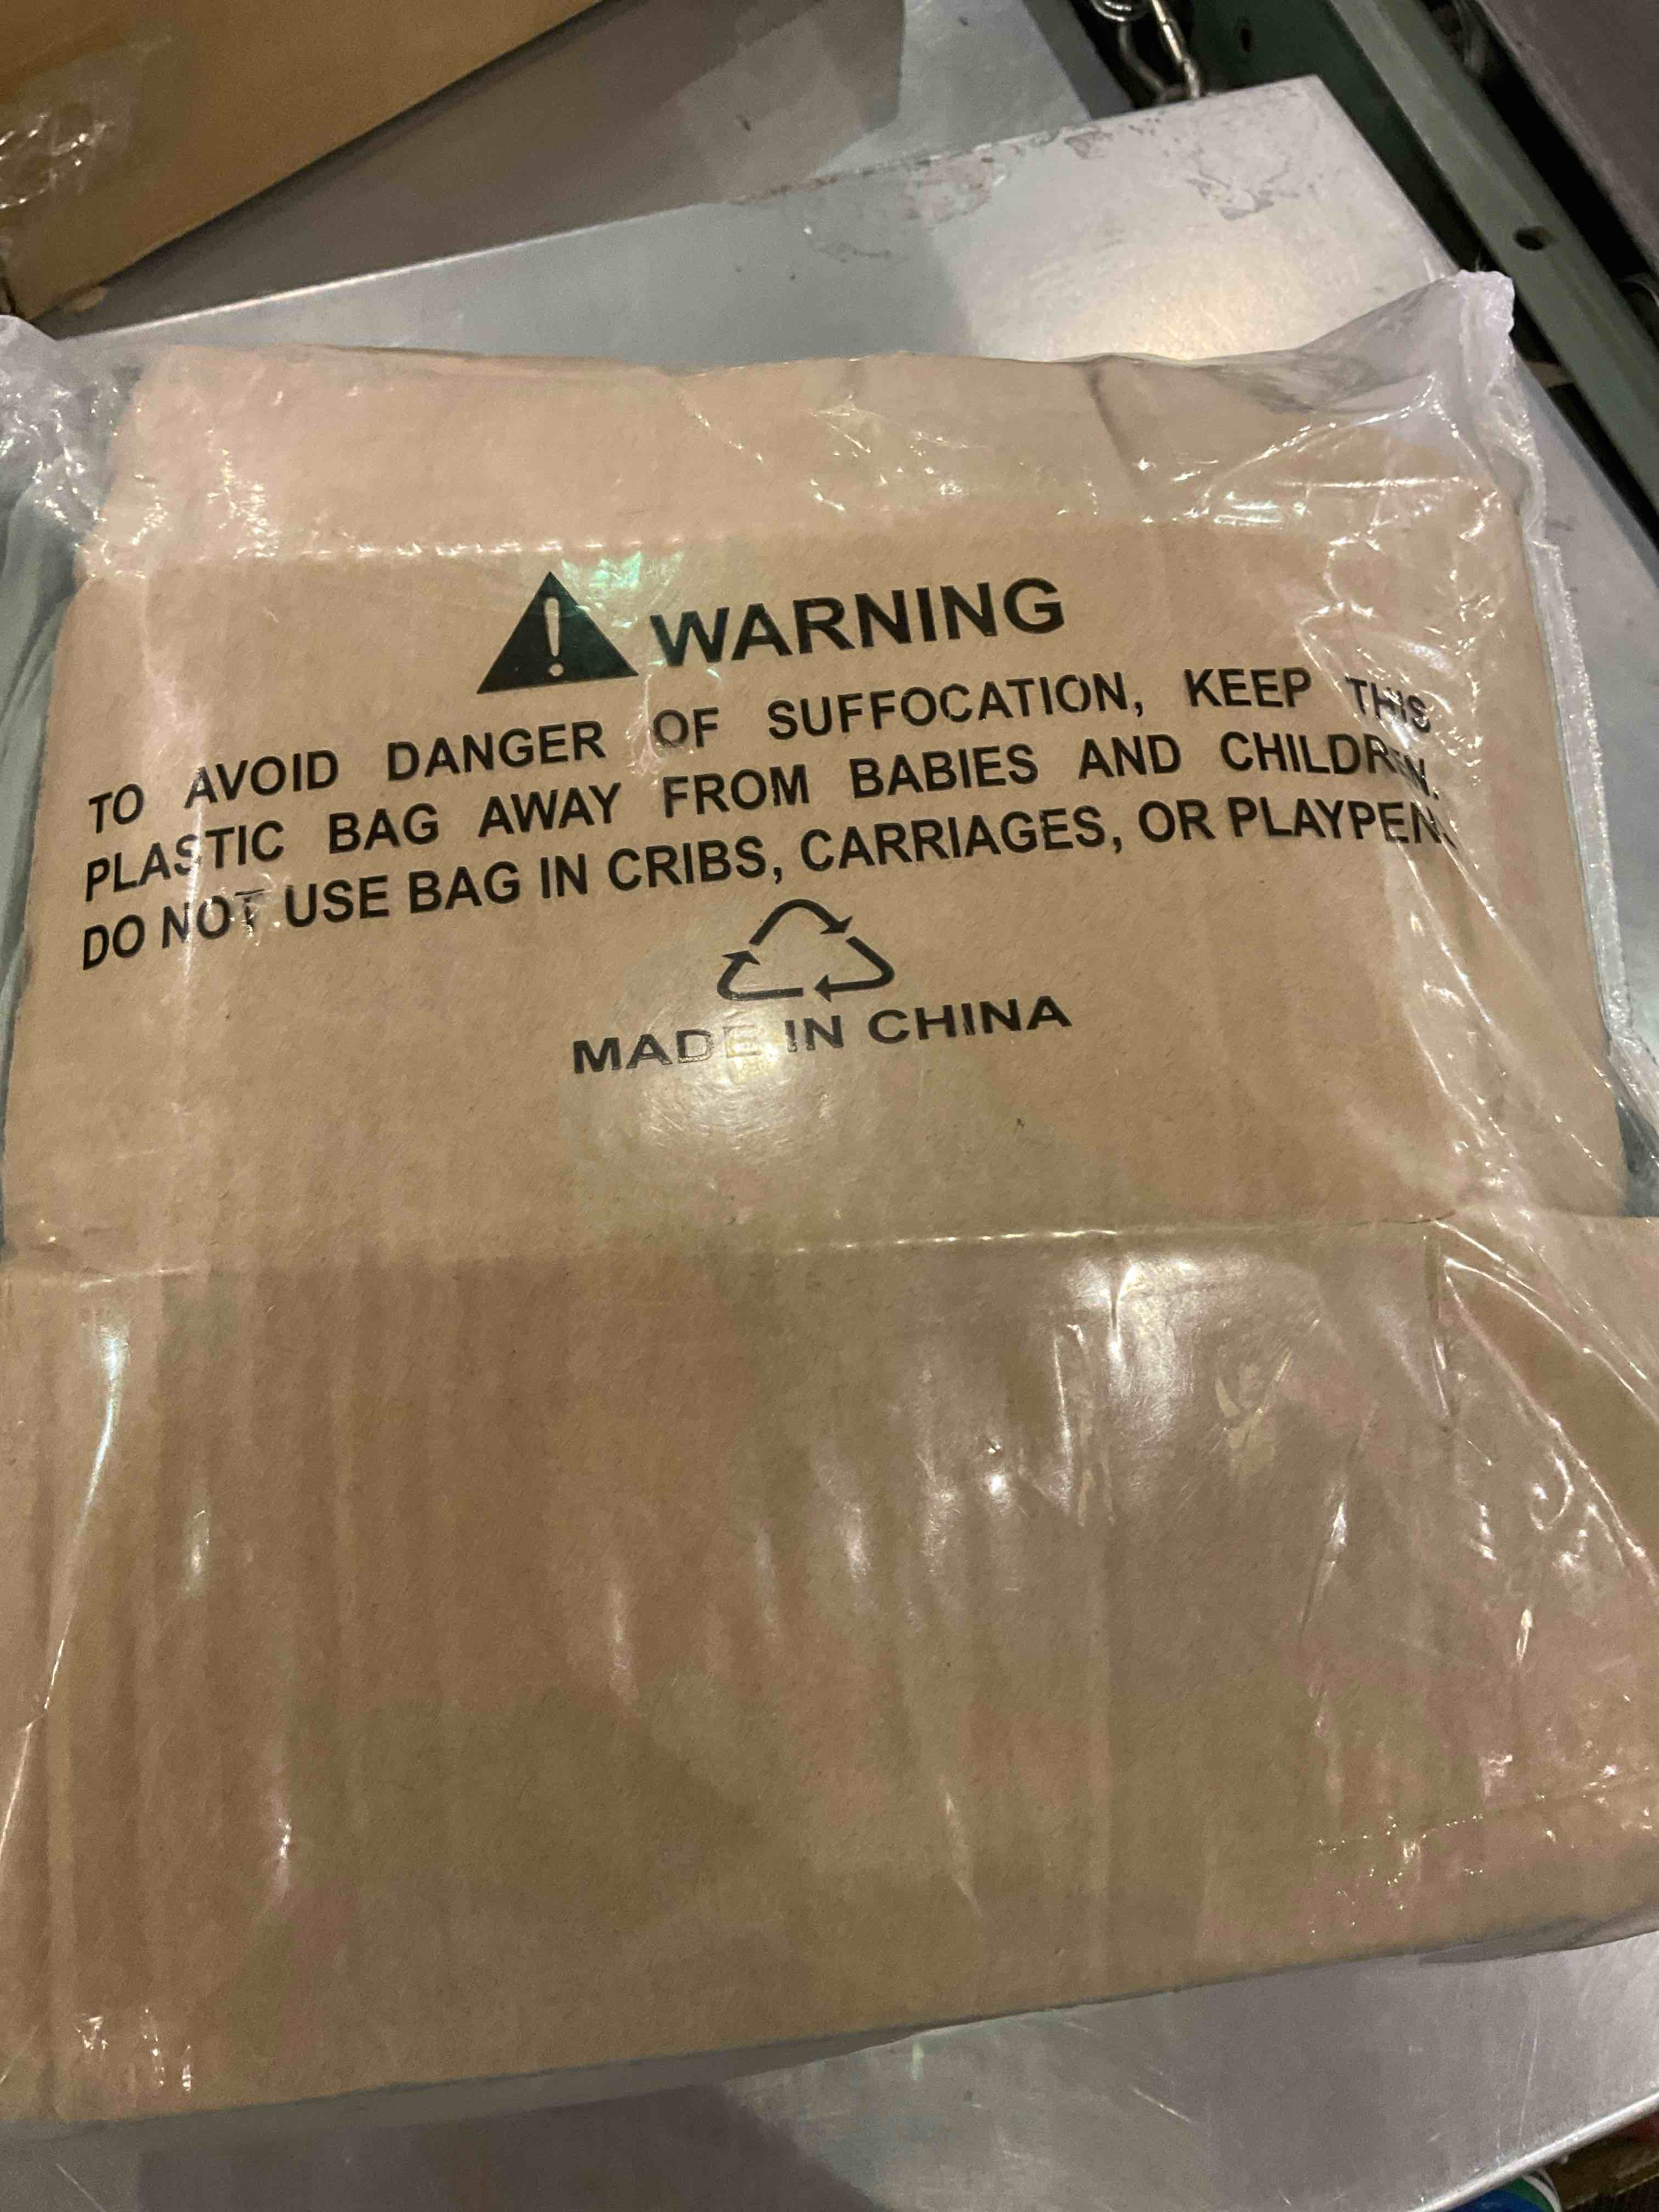 WARNING
TO AVOID DANGER OF SUFFOCATION, KEEP THIS
PLASTIC BAG AWAY FROM BABIES AND CHILDREN.
DO NOT USE BAG IN CRIBS, CARRIAGES, OR PLAYPEN.
MADE IN CHINA